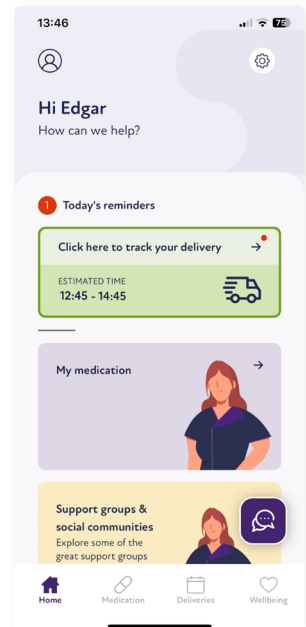 13:46
75
Hi Edgar
How can we help?
1 Today's reminders
Click here to track your delivery
ESTIMATED TIME
12:45 - 14:45
My medication
Support groups &
social communities
Explore some of the
great support groups
Home Medication Deliveries Wellbeing